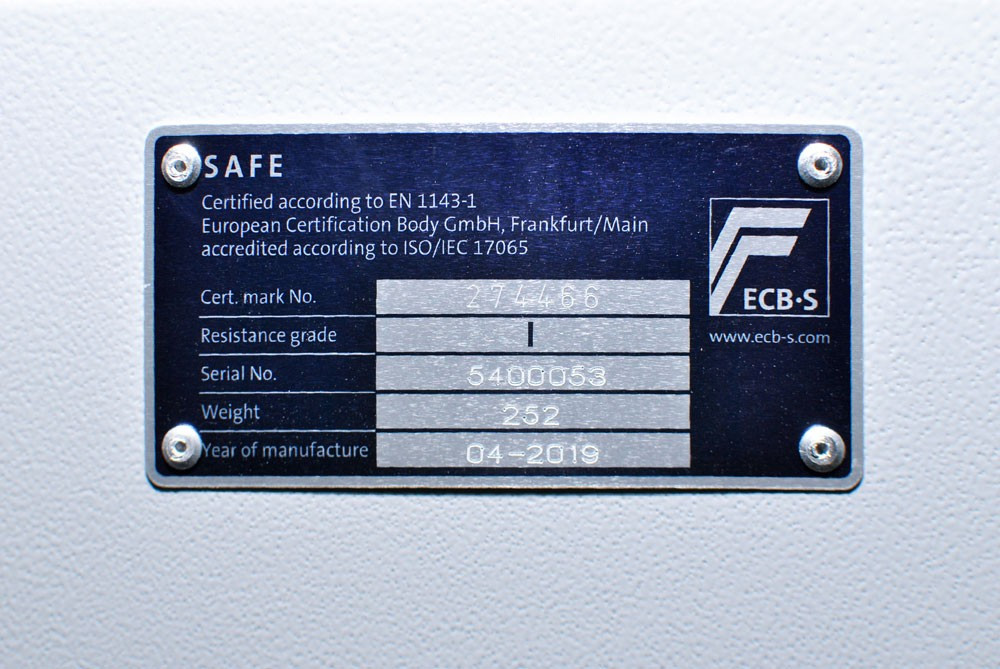 SAFE
Certified according to EN 1143-1
European Certification Body GmbH, Frankfurt/Main
accredited according to ISO/IEC 17065
Cert. mark No. 274466
Resistance grade I
Serial No. 5400053
Weight 252
Year of manufacture 04-2019
ECB·S
www.ecb-s.com